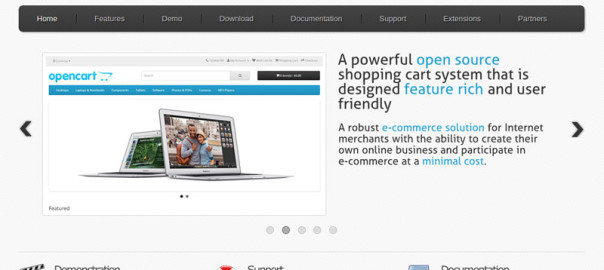 Home Features Demo Download Documentation Support Extensions Partners
A powerful open source
shopping cart system that is
designed feature rich and user
friendly
opencart
Search
Featured
A robust e-commerce solution for Internet
merchants with the ability to create their
own online business and participate in
e-commerce at a minimal cost.
Demonstration Support Documentation